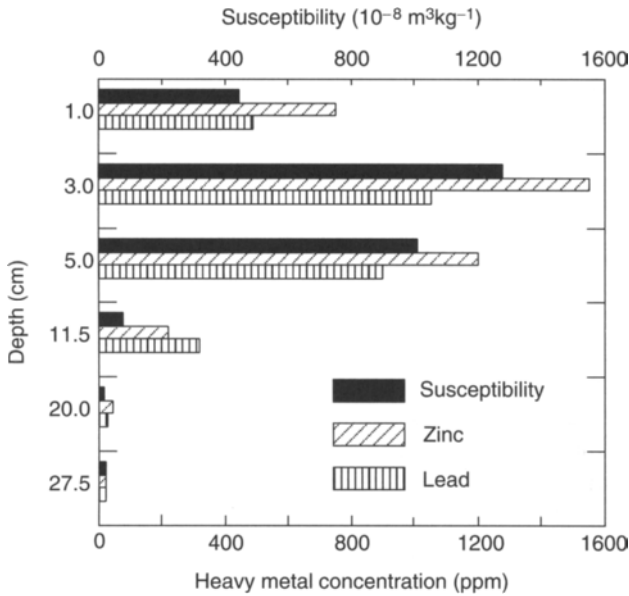 Susceptibility (10⁻⁸ m³kg⁻¹)
0 400 800 1200 1600
1.0
3.0
5.0
11.5
20.0
27.5
Depth (cm)
Susceptibility
Zinc
Lead
0 400 800 1200 1600
Heavy metal concentration (ppm)